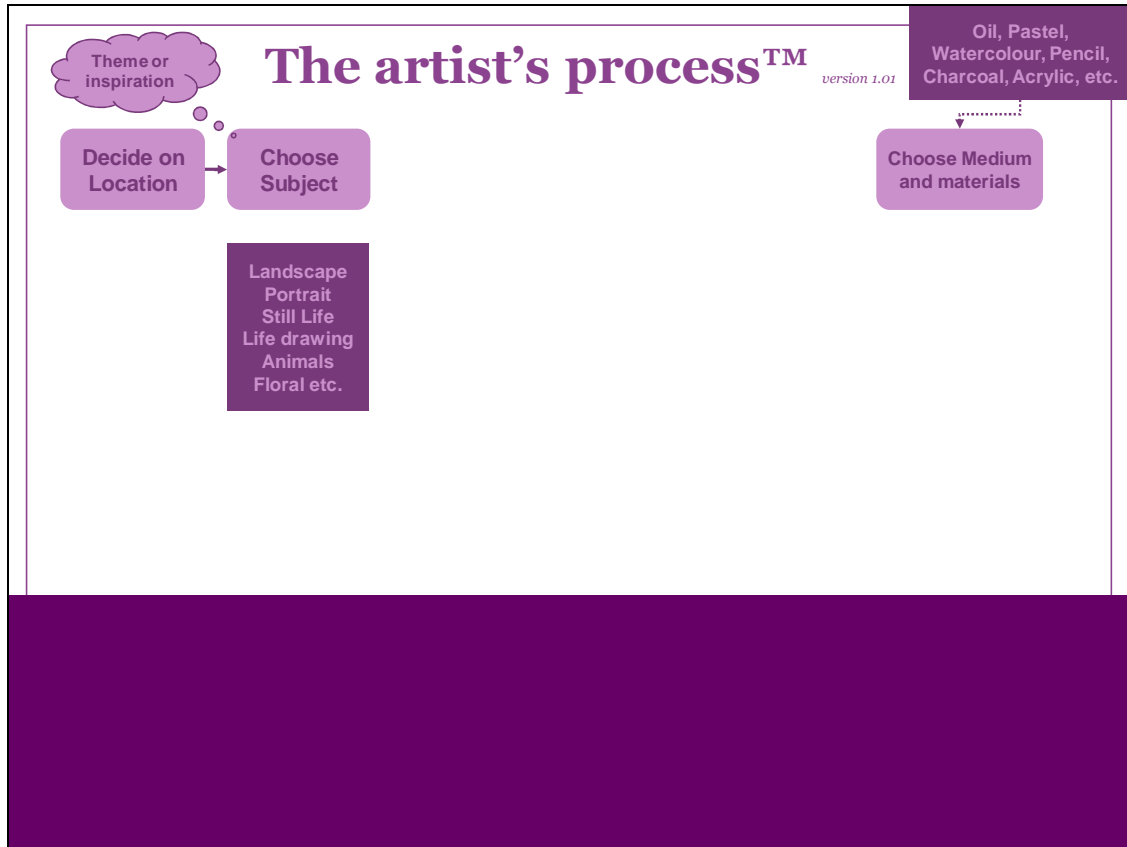 Theme or
inspiration
The artist’s process™ version 1.01
Oil, Pastel,
Watercolour, Pencil,
Charcoal, Acrylic, etc.
Decide on
Location
Choose
Subject
Choose Medium
and materials
Landscape
Portrait
Still Life
Life drawing
Animals
Floral etc.